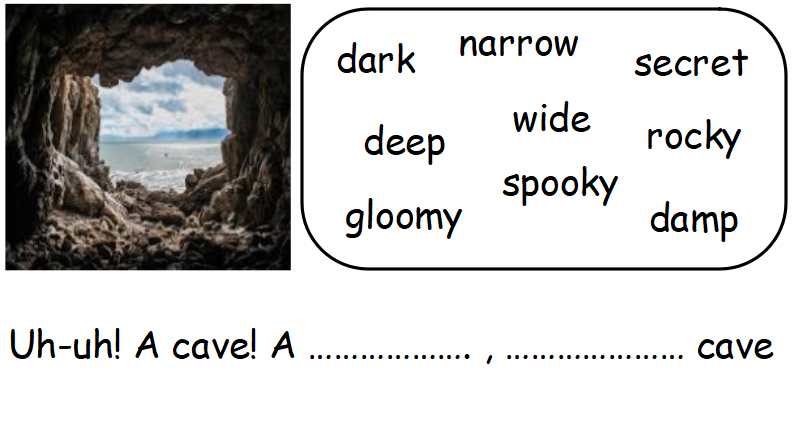 dark narrow secret
deep wide rocky
gloomy spooky damp
Uh-uh! A cave! A ………………. , ………………… cave